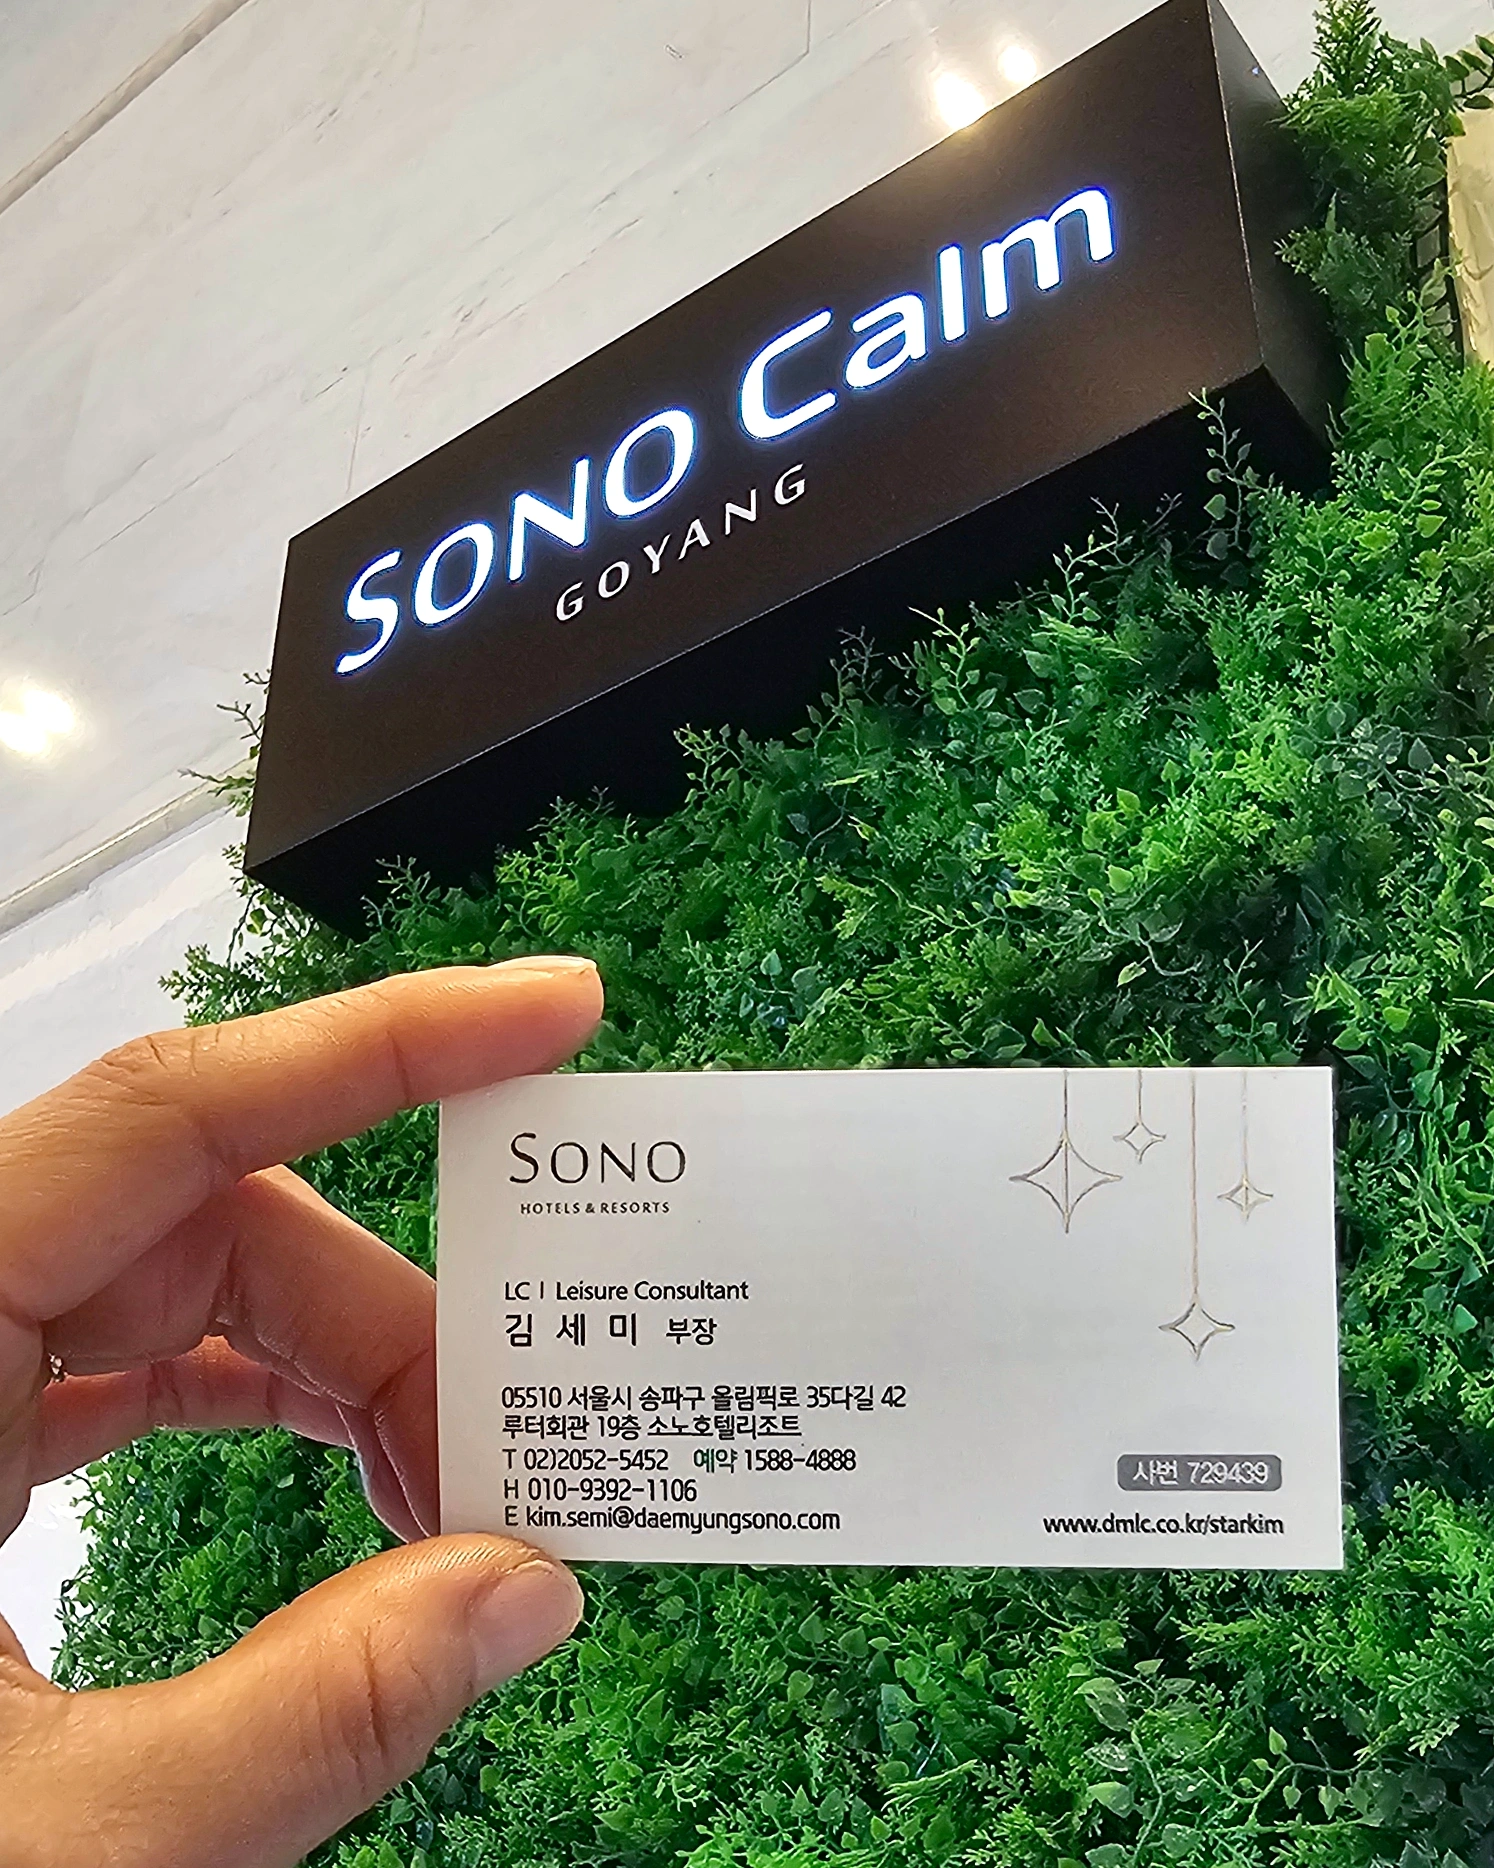 SONO Calm
GOYANG
SONO
HOTELS & RESORTS
LC | Leisure Consultant
김 세 미 부장
05510 서울시 송파구 올림픽로 35다길 42
루터회관 19층 소노호텔리조트
T 02)2052-5452 예약 1588-4888
H 010-9392-1106
E kim.semi@daemyungsono.com
사번 729439
www.dmlc.co.kr/starkim